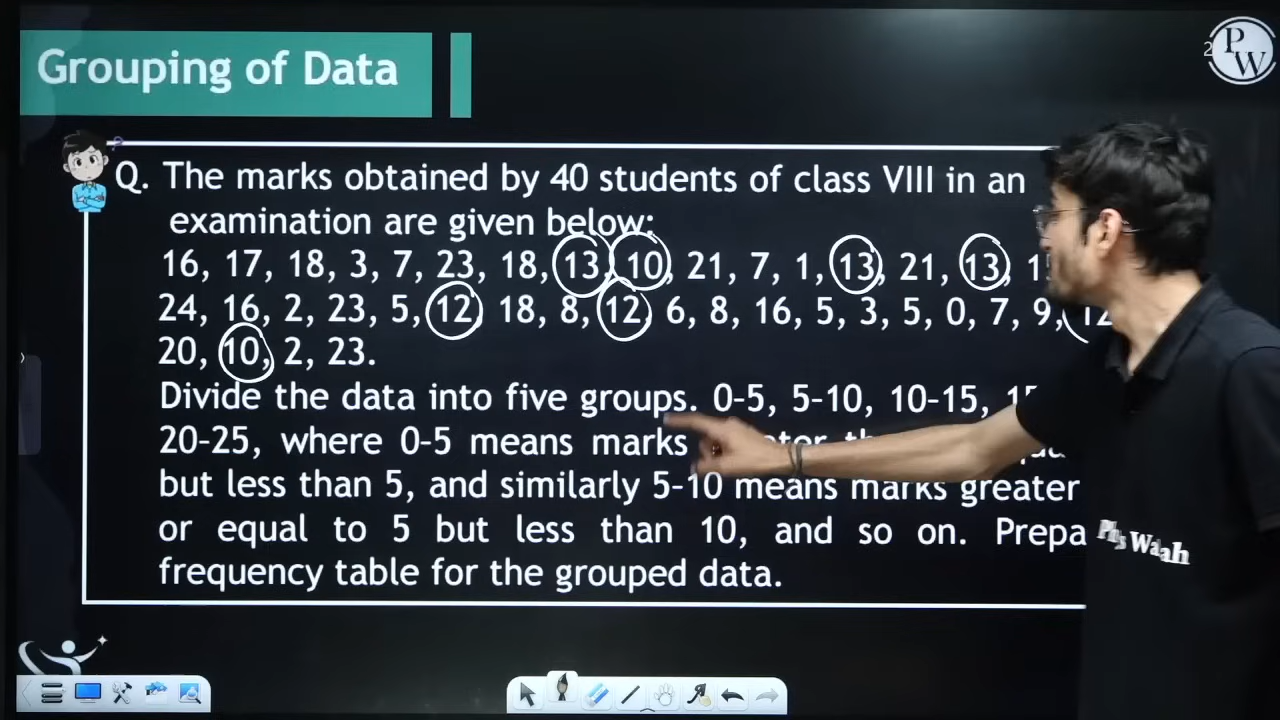 Grouping of Data
PW
2
Q. The marks obtained by 40 students of class VIII in an
examination are given below:
16, 17, 18, 3, 7, 23, 18, 13, 10, 21, 7, 1, 13, 21, 13,
24, 16, 2, 23, 5, 12, 18, 8, 12, 6, 8, 16, 5, 3, 5, 0, 7, 9, 12
20, 10, 2, 23.
Divide the data into five groups. 0-5, 5-10, 10-15,
20-25, where 0-5 means marks
but less than 5, and similarly 5-10 means marks greater
or equal to 5 but less than 10, and so on.
frequency table for the grouped data.